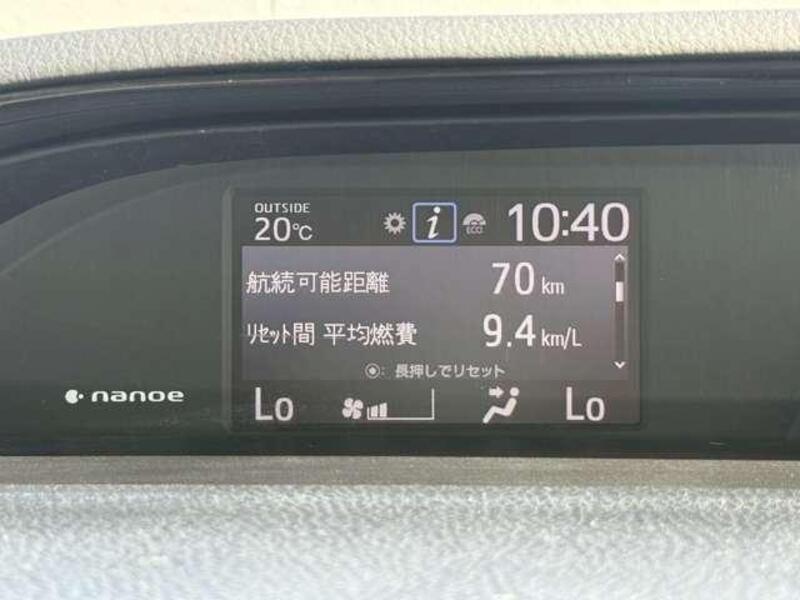 OUTSIDE
20℃
i
ECO
10:40
航続可能距離 70 km
ﾘｾｯﾄ間 平均燃費 9.4 km/L
◉: 長押しでリセット
nanoe
Lo Lo